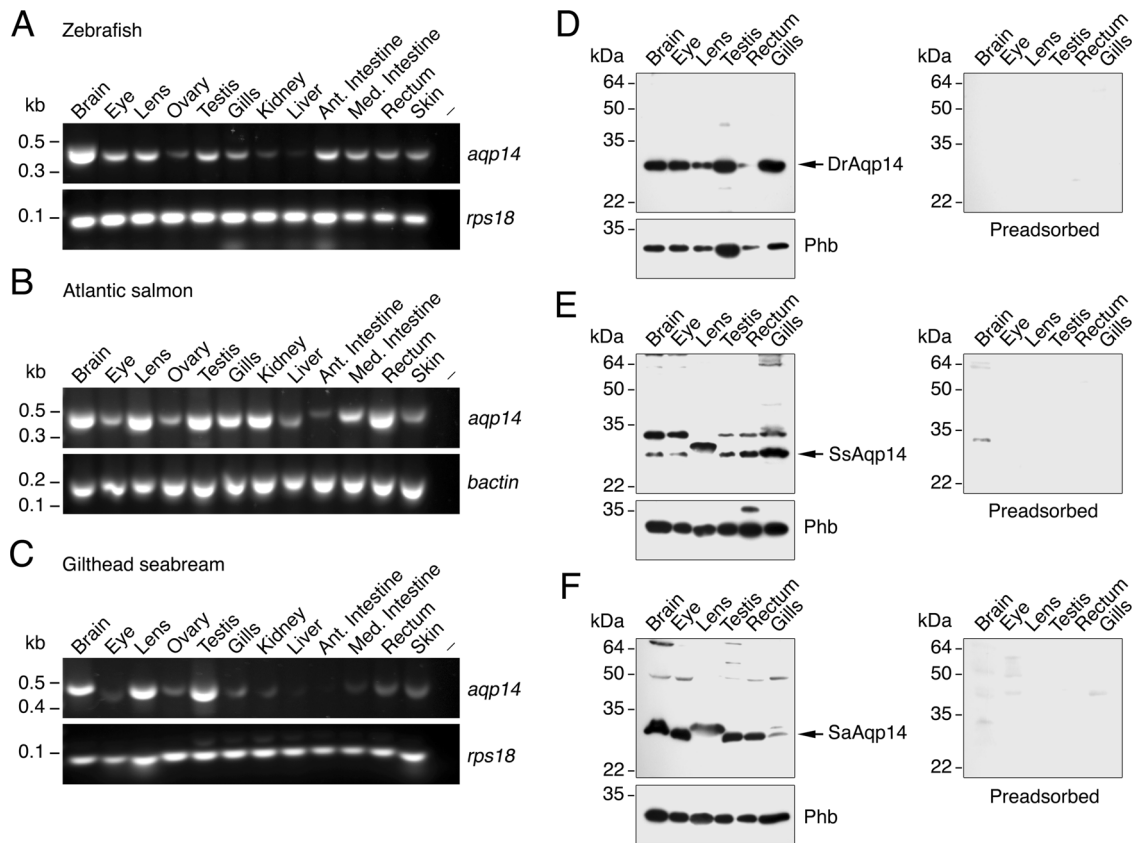 A
Zebrafish
Brain Eye Lens Ovary Testis Gills Kidney Liver Ant. Intestine Med. Intestine Rectum Skin –
kb
0.5
0.3
aqp14
0.1
rps18
B
Atlantic salmon
Brain Eye Lens Ovary Testis Gills Kidney Liver Ant. Intestine Med. Intestine Rectum Skin –
kb
0.5
0.3
aqp14
0.2
0.1
bactin
C
Gilthead seabream
Brain Eye Lens Ovary Testis Gills Kidney Liver Ant. Intestine Med. Intestine Rectum Skin –
kb
0.5
0.4
aqp14
0.1
rps18
D
kDa
Brain Eye Lens Testis Rectum Gills
64
50
35
22
DrAqp14
35
Phb
kDa
Brain Eye Lens Testis Rectum Gills
64
50
35
22
Preadsorbed
E
kDa
Brain Eye Lens Testis Rectum Gills
64
50
35
22
SsAqp14
35
Phb
kDa
Brain Eye Lens Testis Rectum Gills
64
50
35
22
Preadsorbed
F
kDa
Brain Eye Lens Testis Rectum Gills
64
50
35
22
SaAqp14
35
Phb
kDa
Brain Eye Lens Testis Rectum Gills
64
50
35
22
Preadsorbed